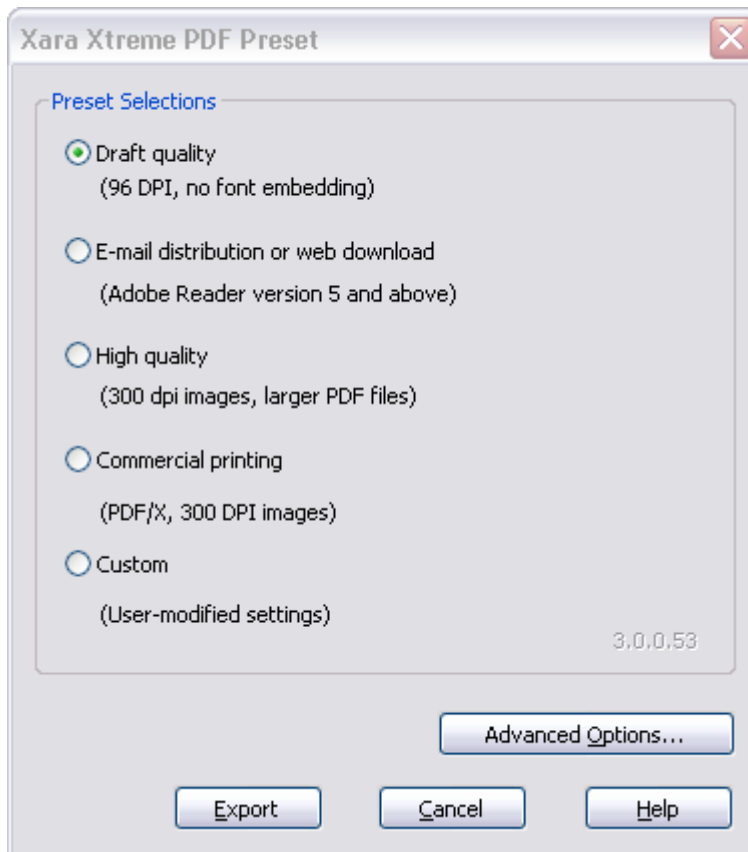 Xara Xtreme PDF Preset
Preset Selections
Draft quality
(96 DPI, no font embedding)
E-mail distribution or web download
(Adobe Reader version 5 and above)
High quality
(300 dpi images, larger PDF files)
Commercial printing
(PDF/X, 300 DPI images)
Custom
(User-modified settings)
3.0.0.53
Advanced Options...
Export Cancel Help